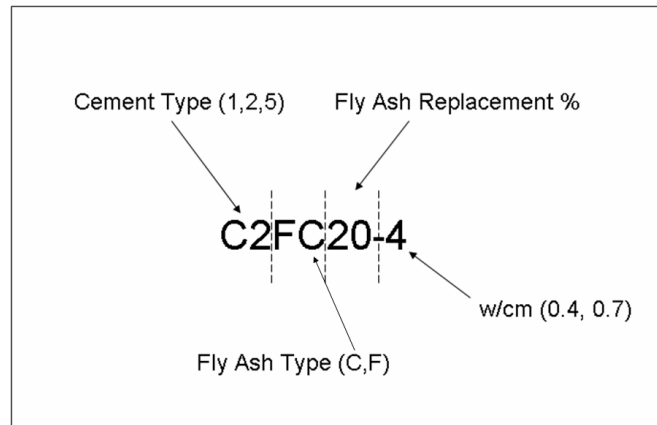 Cement Type (1,2,5)
Fly Ash Replacement %
C2FC20-4
w/cm (0.4, 0.7)
Fly Ash Type (C,F)